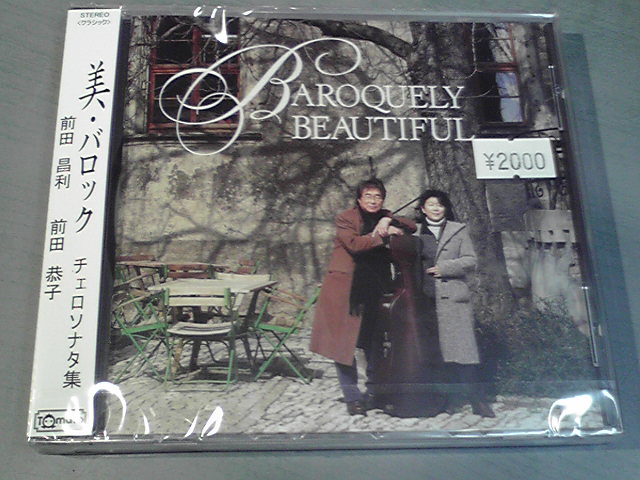 STEREO
<クラシック>
美・バロック
チェロソナタ集
前田 昌利
前田 恭子
BAROQUELY
BEAUTIFUL
¥2000